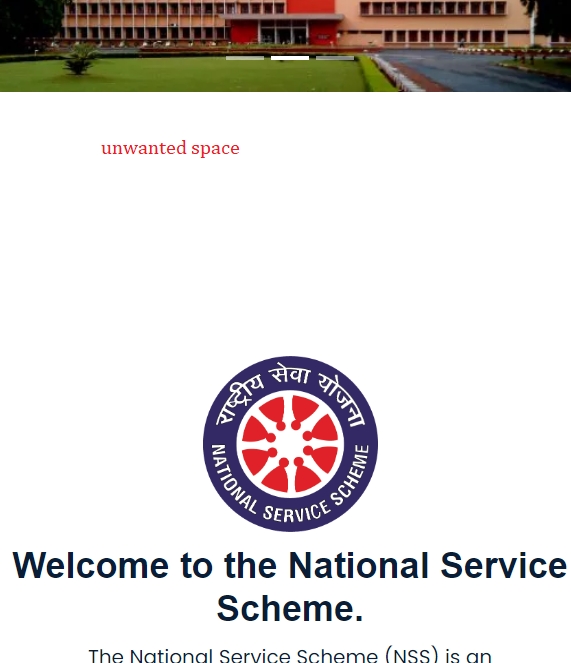 unwanted space
राष्ट्रीय सेवा योजना
NATIONAL SERVICE SCHEME
Welcome to the National Service
Scheme.
The National Service Scheme (NSS) is an